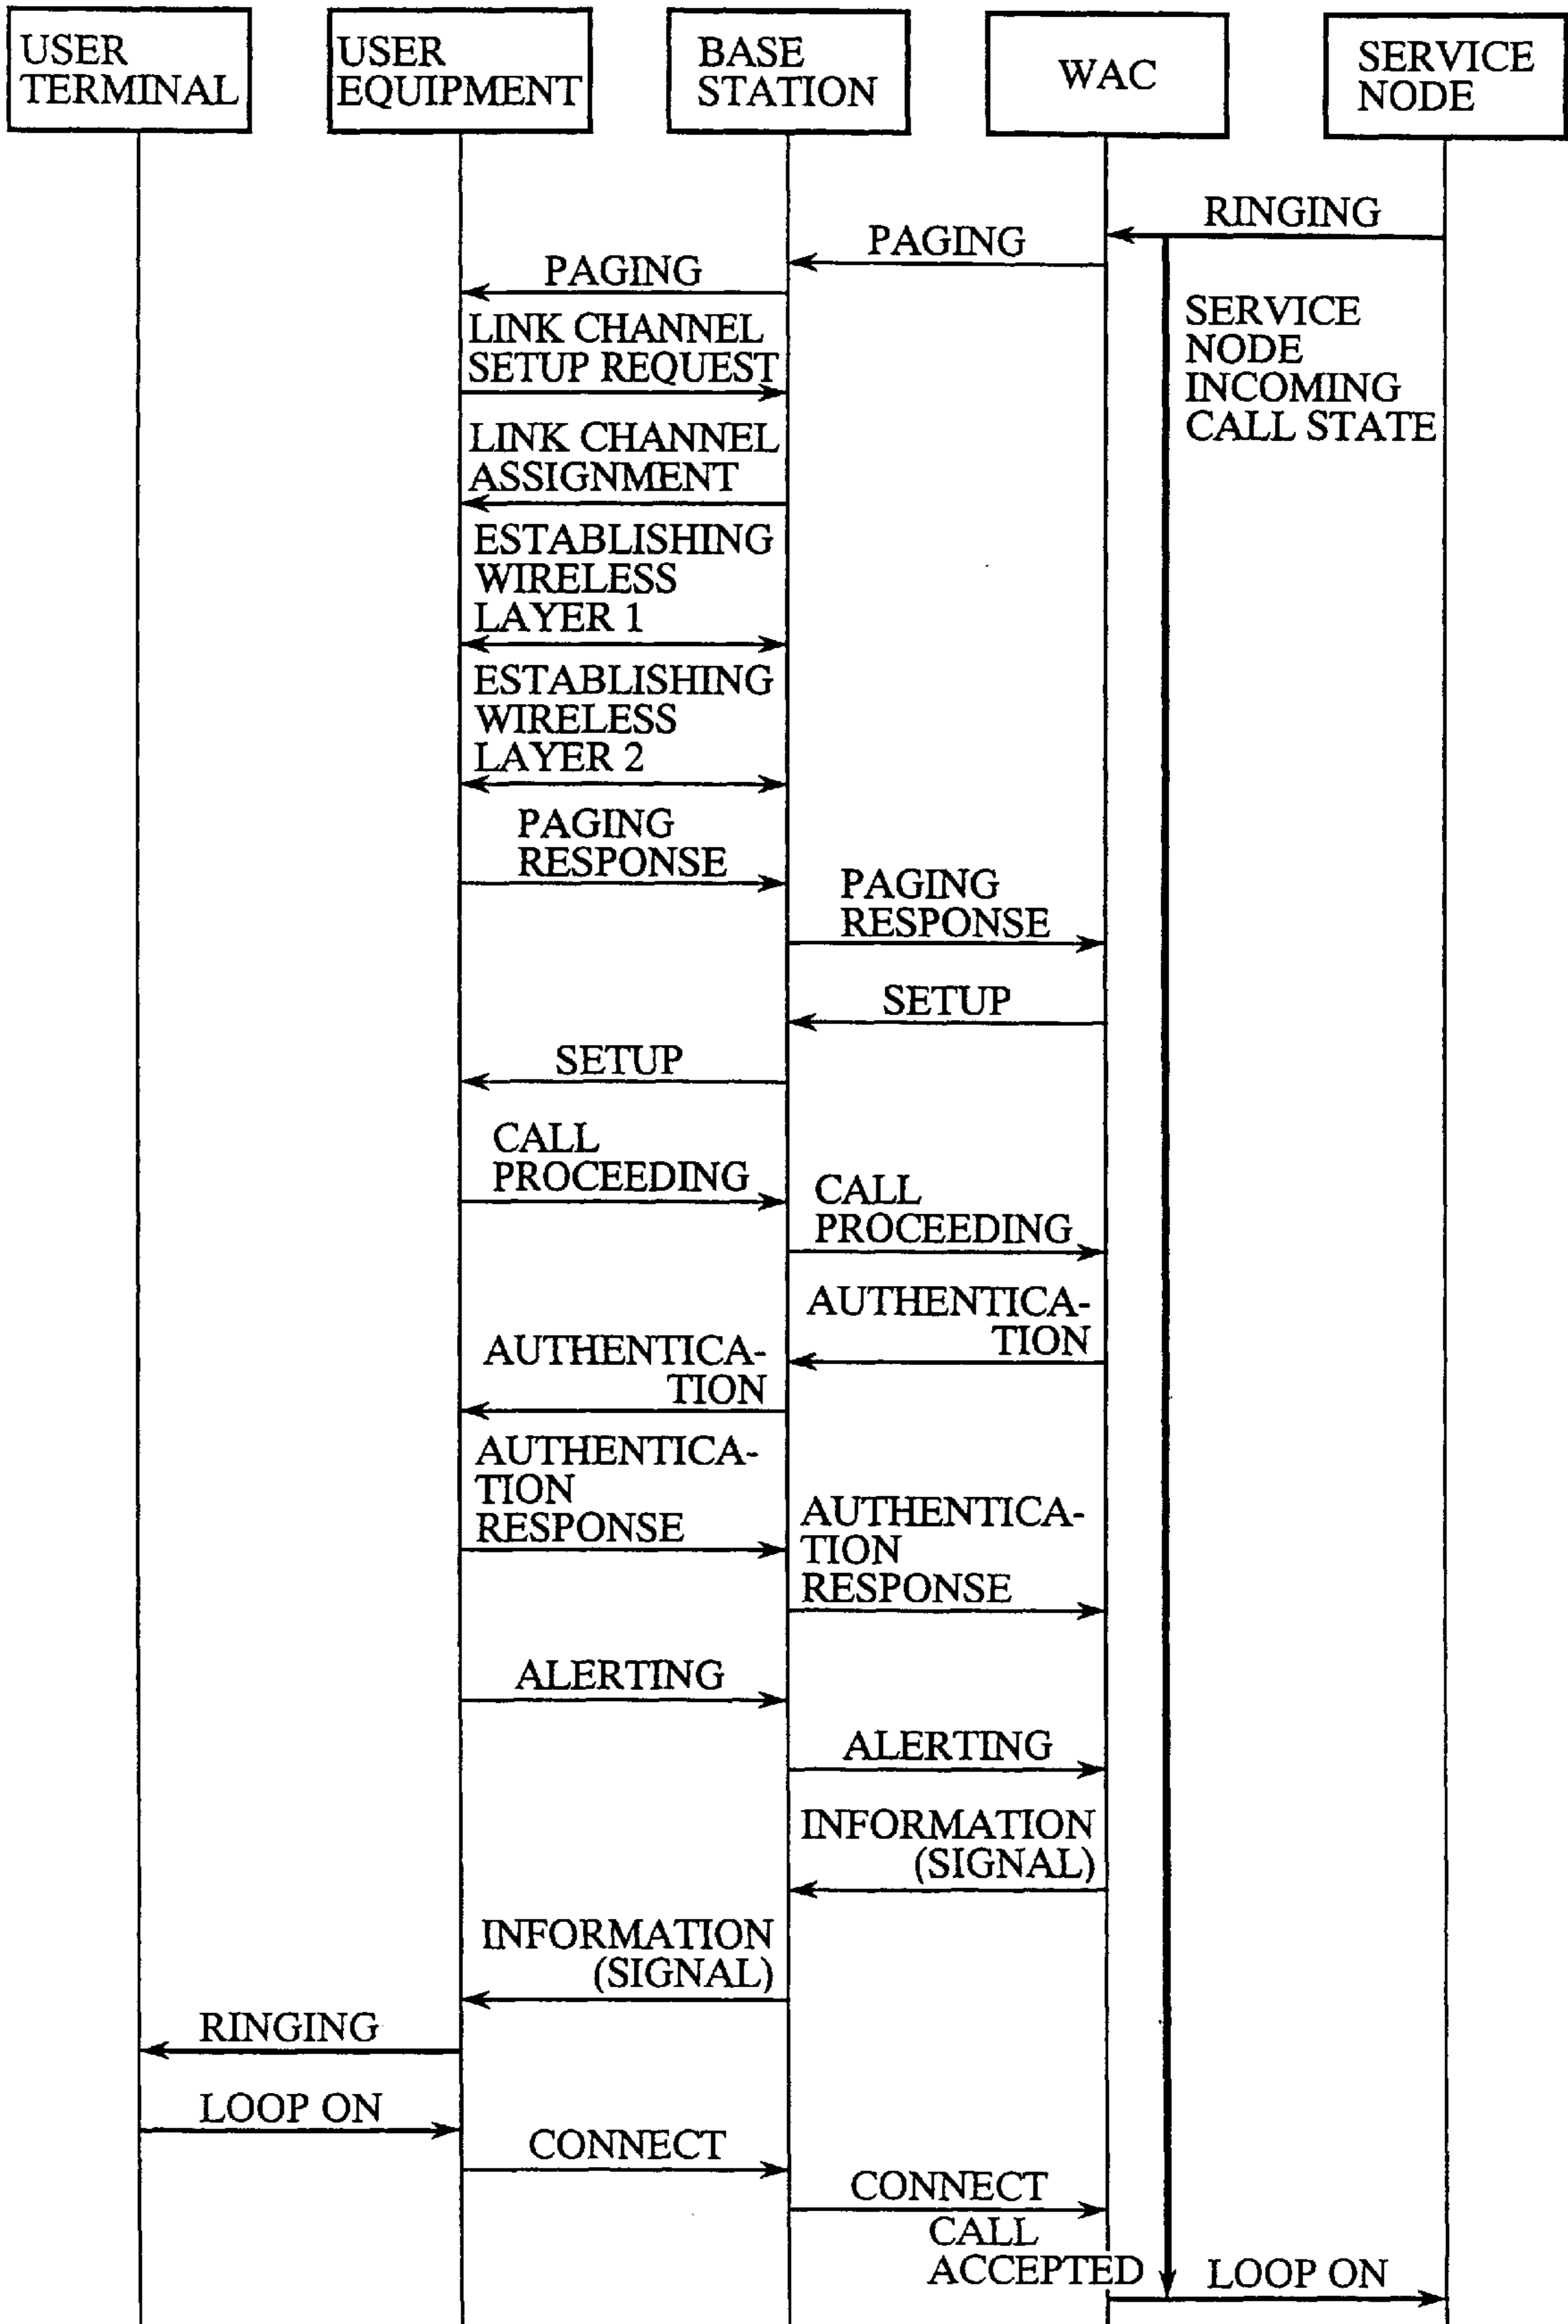 USER
TERMINAL
USER
EQUIPMENT
BASE
STATION
WAC
SERVICE
NODE
RINGING
PAGING
PAGING
SERVICE
NODE
INCOMING
CALL STATE
LINK CHANNEL
SETUP REQUEST
LINK CHANNEL
ASSIGNMENT
ESTABLISHING
WIRELESS
LAYER 1
ESTABLISHING
WIRELESS
LAYER 2
PAGING
RESPONSE
PAGING
RESPONSE
SETUP
SETUP
CALL
PROCEEDING
CALL
PROCEEDING
AUTHENTICA-
TION
AUTHENTICA-
TION
AUTHENTICA-
TION
RESPONSE
AUTHENTICA-
TION
RESPONSE
ALERTING
ALERTING
INFORMATION
(SIGNAL)
INFORMATION
(SIGNAL)
RINGING
LOOP ON
CONNECT
CONNECT
CALL
ACCEPTED
LOOP ON